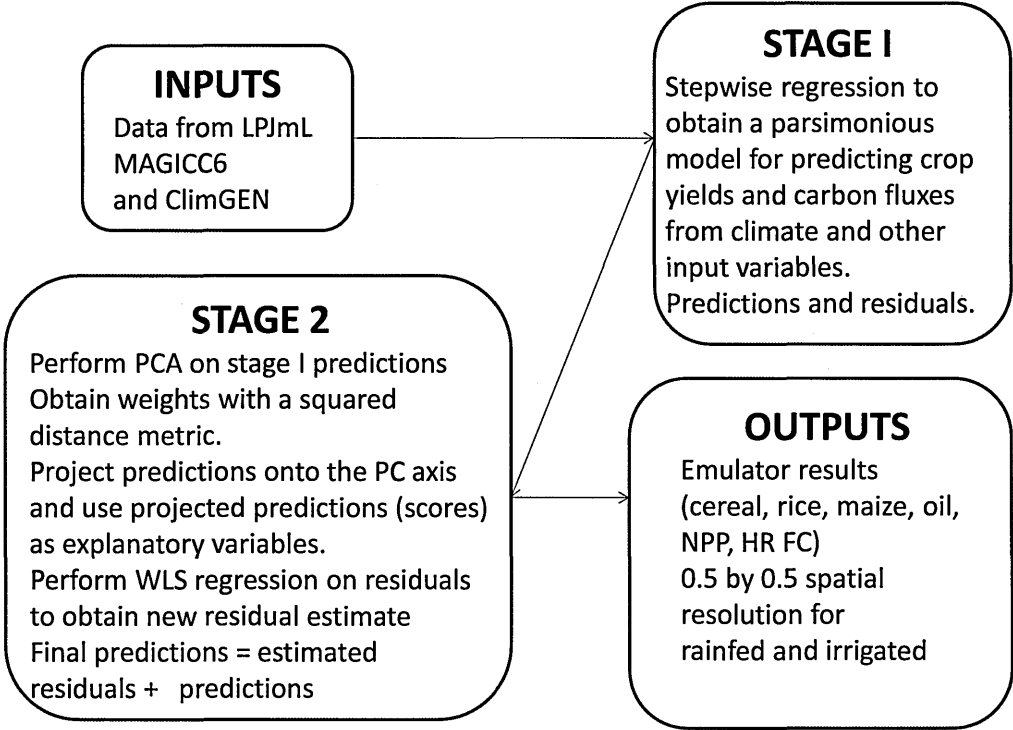 INPUTS
Data from LPJmL
MAGICC6
and ClimGEN
STAGE I
Stepwise regression to
obtain a parsimonious
model for predicting crop
yields and carbon fluxes
from climate and other
input variables.
Predictions and residuals.
STAGE 2
Perform PCA on stage I predictions
Obtain weights with a squared
distance metric.
Project predictions onto the PC axis
and use projected predictions (scores)
as explanatory variables.
Perform WLS regression on residuals
to obtain new residual estimate
Final predictions = estimated
residuals + predictions
OUTPUTS
Emulator results
(cereal, rice, maize, oil,
NPP, HR FC)
0.5 by 0.5 spatial
resolution for
rainfed and irrigated